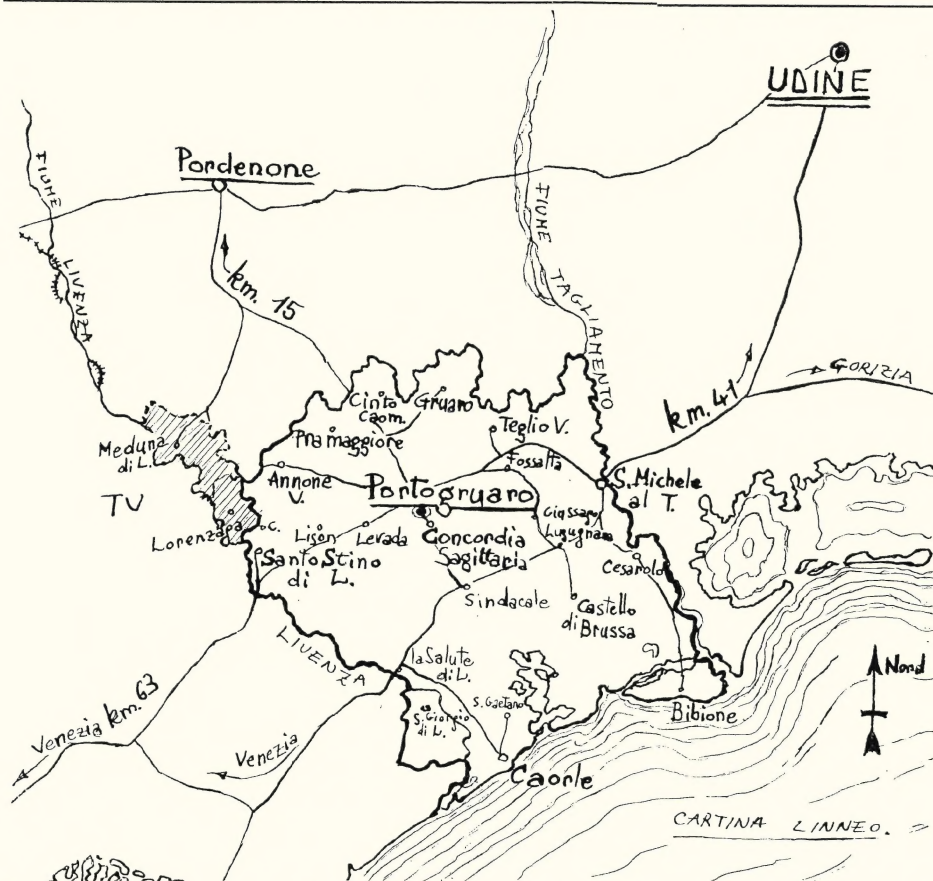 UDINE
Pordenone
FIUME
LIVENZA
FIUME
TAGLIAMENTO
km. 15
GORIZIA
km. 41
Cinto
Caom.
Gruaro
Teglio V.
Pramaggiore
Meduna
di L.
Fossalta
Annone
V.
Portogruaro
S. Michele
al T.
TV
Lorenzaga
c.
Lison
Levada
Concordia
Sagittaria
Lugugnana
Cesarolo
Santo Stino
di L.
Sindacale
Castello
di Brussa
LIVENZA
la Salute
di L.
Nord
S. Gaetano
S. Giorgio
di L.
Bibione
Venezia km. 63
Venezia
Caorle
CARTINA LINNEO.